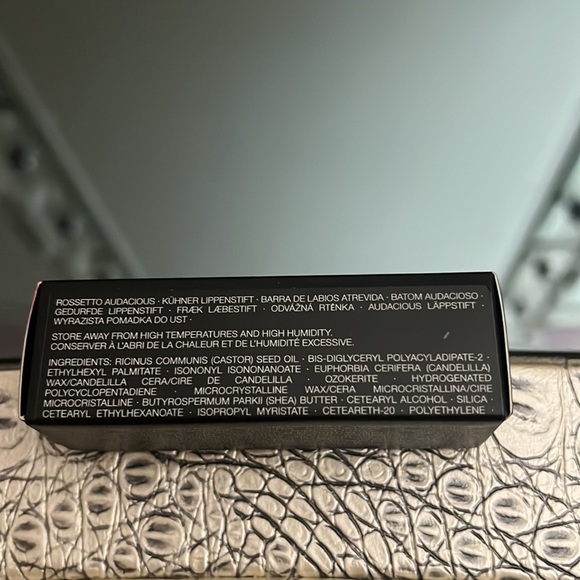 ROSSETTO AUDACIOUS · KÜHNER LIPPENSTIFT · BARRA DE LABIOS ATREVIDA · BATOM AUDACIOSO ·
GEDURFDE LIPPENSTIFT · FRÆK LÆBESTIFT · ODVÁŽNÁ RTĚNKA · AUDACIOUS LÄPPSTIFT ·
WYRAZISTA POMADKA DO UST ·
STORE AWAY FROM HIGH TEMPERATURES AND HIGH HUMIDITY.
CONSERVER À L'ABRI DE LA CHALEUR ET DE L'HUMIDITÉ EXCESSIVE.
INGREDIENTS: RICINUS COMMUNIS (CASTOR) SEED OIL · BIS-DIGLYCERYL POLYACYLADIPATE-2 ·
ETHYLHEXYL PALMITATE · ISONONYL ISONONANOATE · EUPHORBIA CERIFERA (CANDELILLA)
WAX/CANDELILLA CERA/CIRE DE CANDELILLA · OZOKERITE · HYDROGENATED
POLYCYCLOPENTADIENE · MICROCRYSTALLINE WAX/CERA MICROCRISTALLINA/CIRE
MICROCRISTALLINE · BUTYROSPERMUM PARKII (SHEA) BUTTER · CETEARYL ALCOHOL · SILICA ·
CETEARYL ETHYLHEXANOATE · ISOPROPYL MYRISTATE · CETEARETH-20 · POLYETHYLENE ·